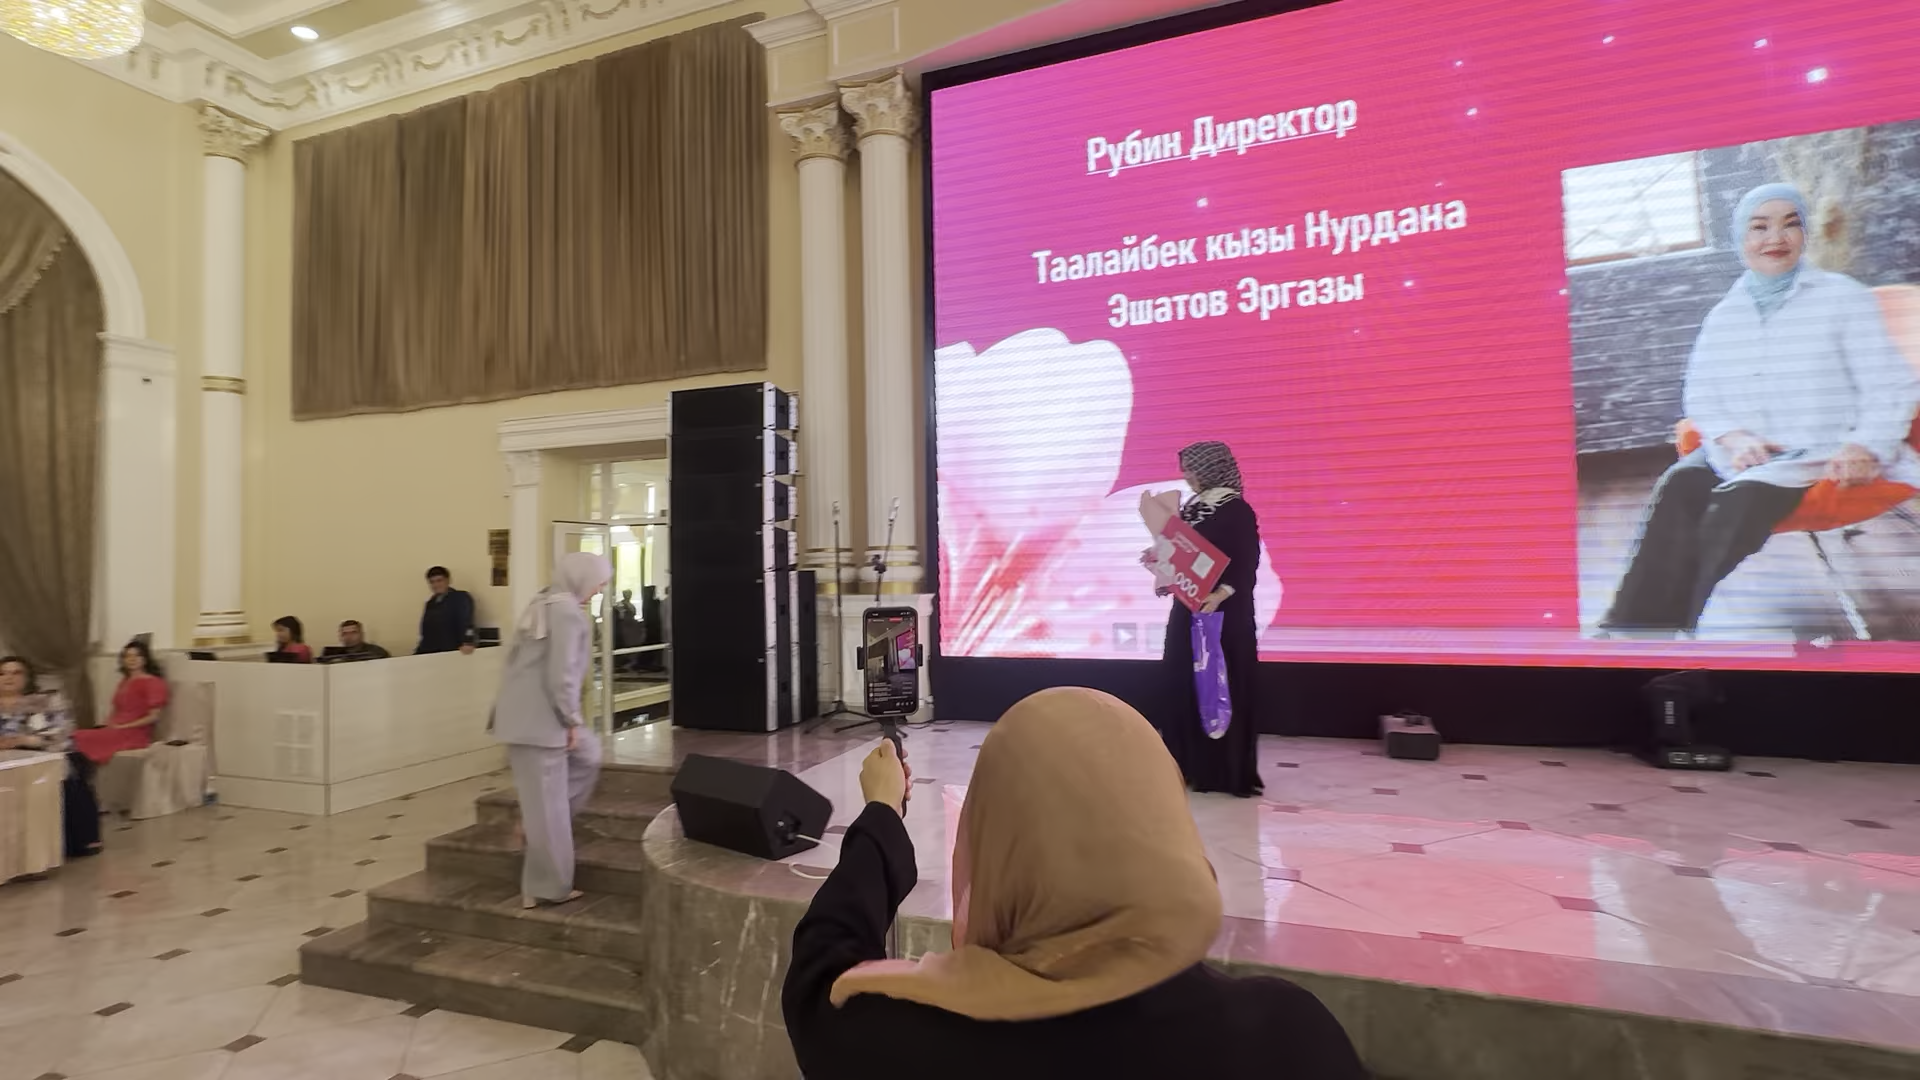 Рубин Директор
Таалайбек кызы Нурдана
Эшатов Эргазы